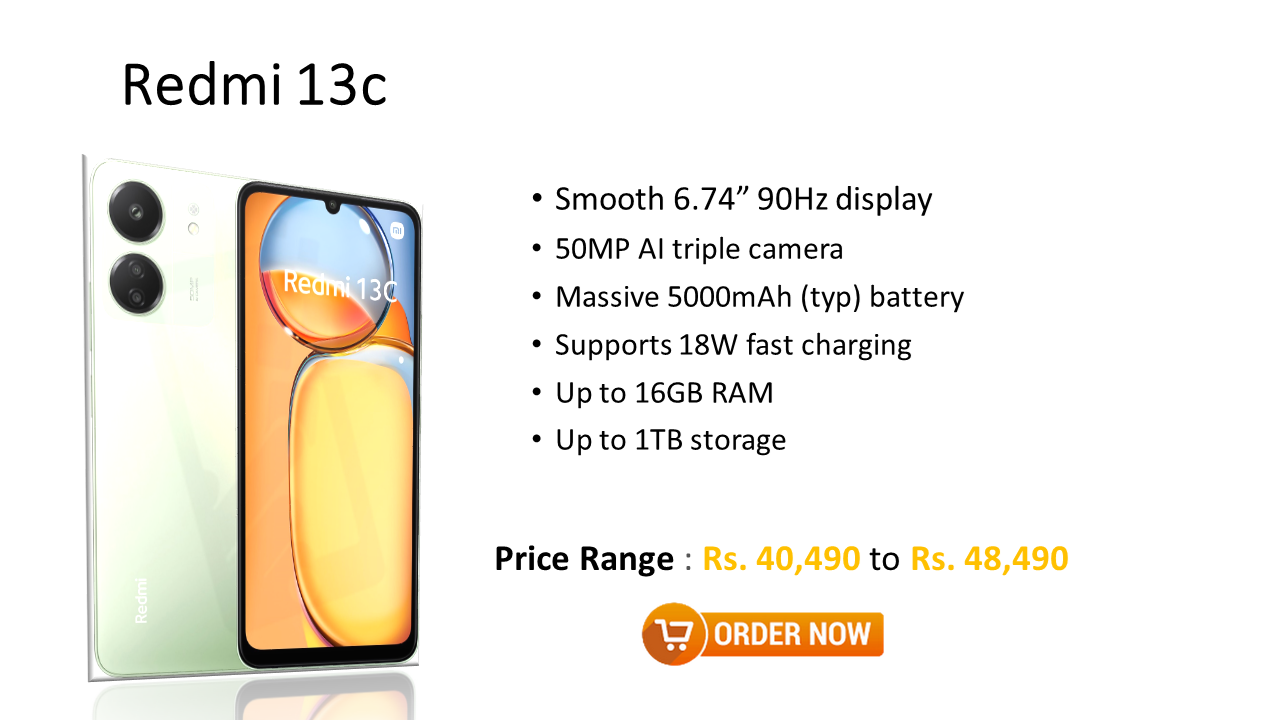 Redmi 13c
Redmi 13C
Redmi
• Smooth 6.74” 90Hz display
• 50MP AI triple camera
• Massive 5000mAh (typ) battery
• Supports 18W fast charging
• Up to 16GB RAM
• Up to 1TB storage
Price Range : Rs. 40,490 to Rs. 48,490
ORDER NOW